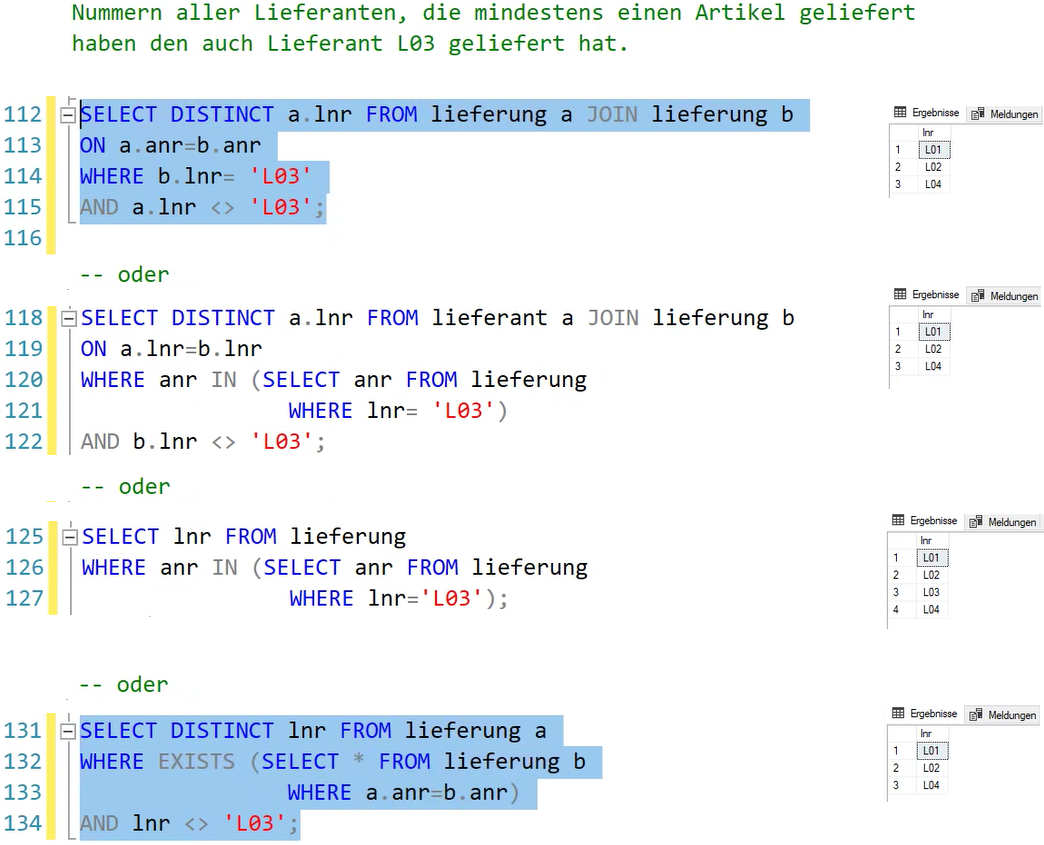 Nummern aller Lieferanten, die mindestens einen Artikel geliefert
haben den auch Lieferant L03 geliefert hat.
112 SELECT DISTINCT a.lnr FROM lieferung a JOIN lieferung b
113 ON a.anr=b.anr
114 WHERE b.lnr= 'L03'
115 AND a.lnr <> 'L03';
116
Ergebnisse Meldungen
lnr
1 L01
2 L02
3 L04
-- oder
118 SELECT DISTINCT a.lnr FROM lieferant a JOIN lieferung b
119 ON a.lnr=b.lnr
120 WHERE anr IN (SELECT anr FROM lieferung
121 WHERE lnr= 'L03')
122 AND b.lnr <> 'L03';
Ergebnisse Meldungen
lnr
1 L01
2 L02
3 L04
-- oder
125 SELECT lnr FROM lieferung
126 WHERE anr IN (SELECT anr FROM lieferung
127 WHERE lnr='L03');
Ergebnisse Meldungen
lnr
1 L01
2 L02
3 L03
4 L04
-- oder
131 SELECT DISTINCT lnr FROM lieferung a
132 WHERE EXISTS (SELECT * FROM lieferung b
133 WHERE a.anr=b.anr)
134 AND lnr <> 'L03';
Ergebnisse Meldungen
lnr
1 L01
2 L02
3 L04